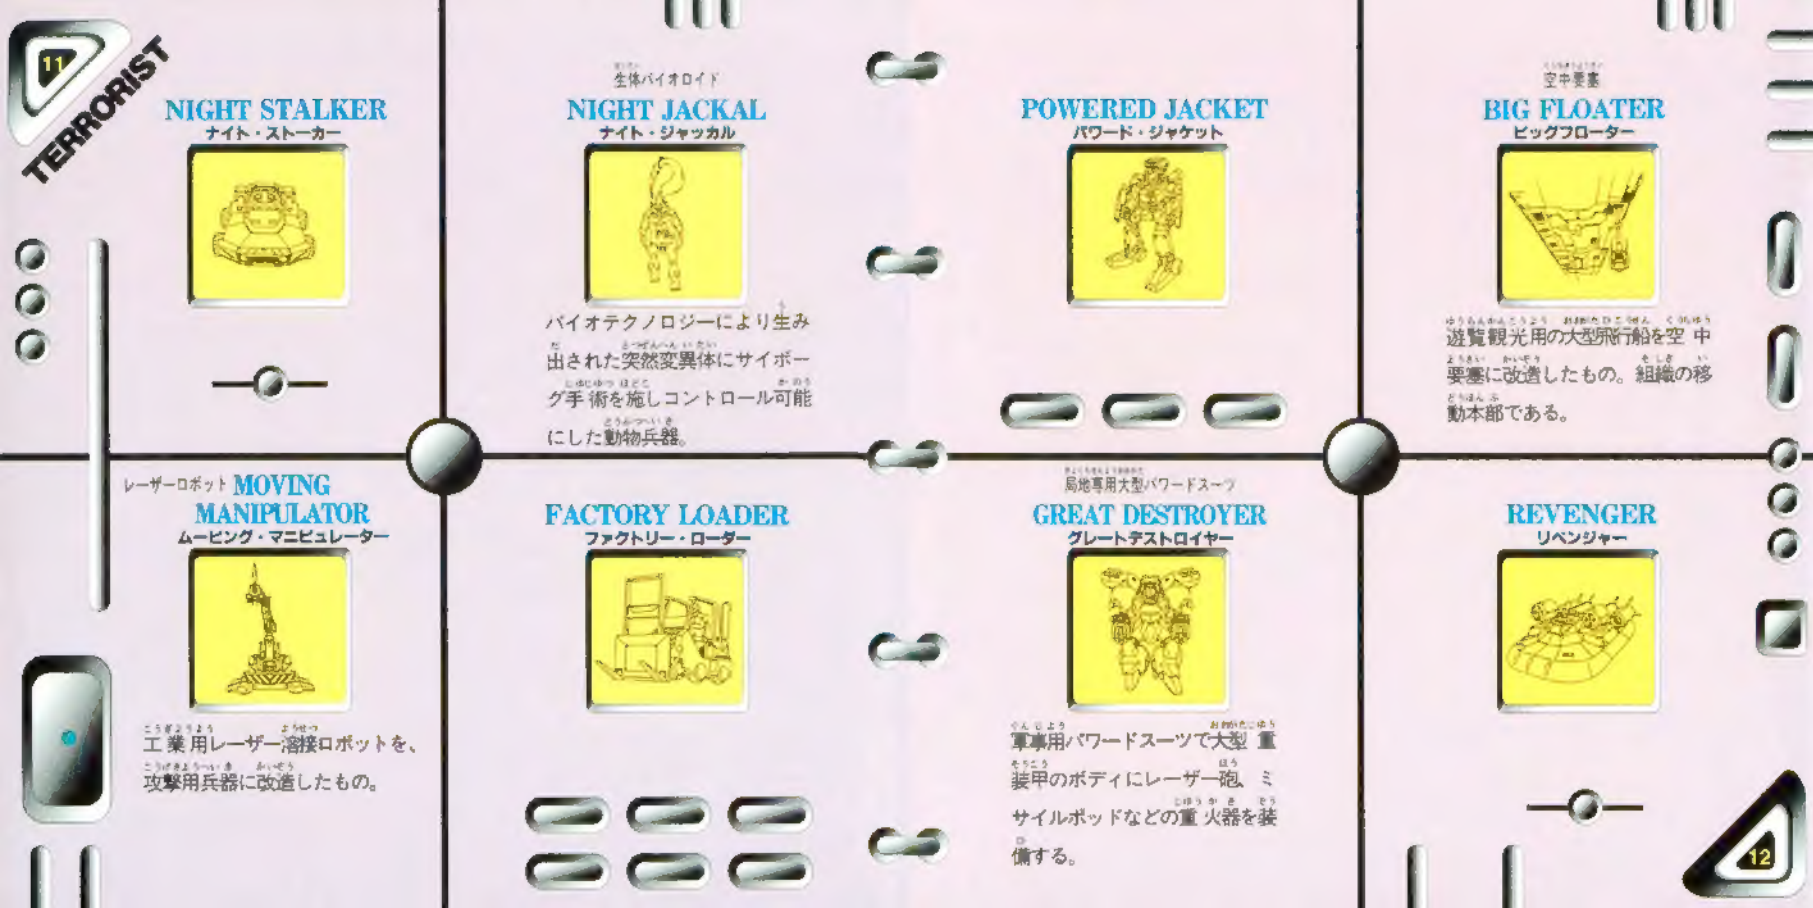 11
TERRORIST
NIGHT STALKER
ナイト・ストーカー
生体バイオロイド
NIGHT JACKAL
ナイト・ジャッカル
バイオテクノロジーにより生み
出された突然変異体にサイボー
グ手術を施しコントロール可能
にした動物兵器。
POWERED JACKET
パワード・ジャケット
空中要塞
BIG FLOATER
ビッグフローター
遊覧観光用の大型飛行船を空中
要塞に改造したもの。組織の移
動本部である。
レーザーロボット MOVING
MANIPULATOR
ムービング・マニピュレーター
工業用レーザー溶接ロボットを、
攻撃用兵器に改造したもの。
FACTORY LOADER
ファクトリー・ローダー
局地専用大型パワードスーツ
GREAT DESTROYER
グレートデストロイヤー
軍事用パワードスーツで大型重
装甲のボディにレーザー砲、ミ
サイルポッドなどの重火器を装
備する。
REVENGER
リベンジャー
12